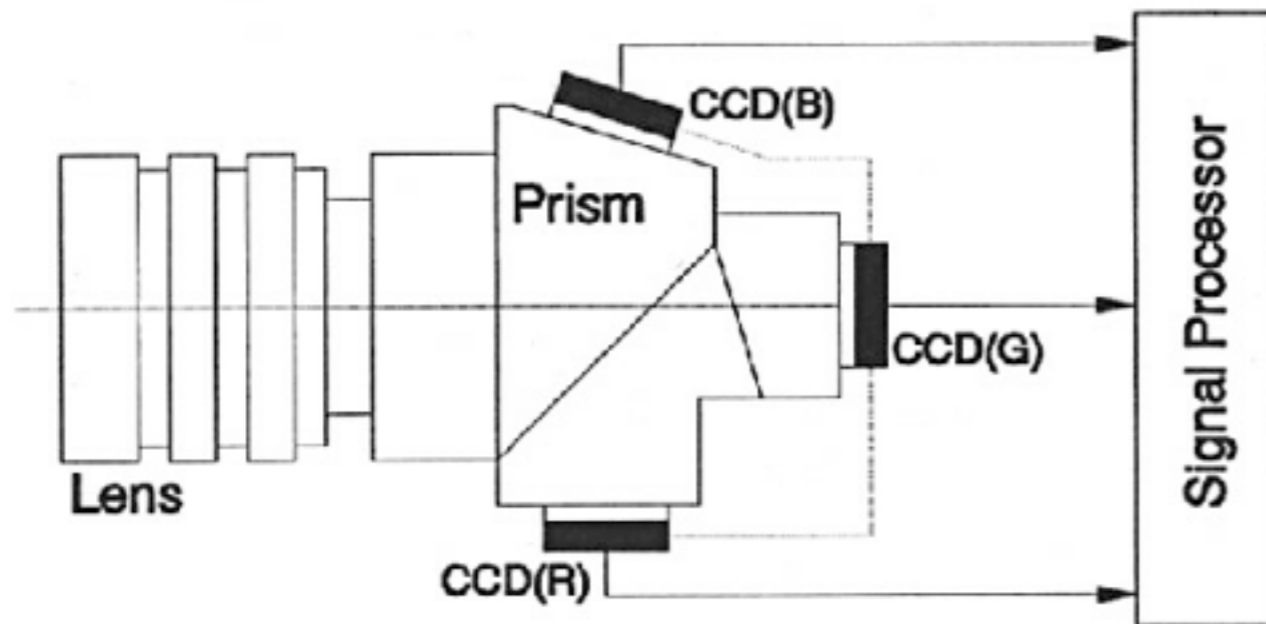 CCD(B)
Prism
CCD(G)
Lens
CCD(R)
Signal Processor